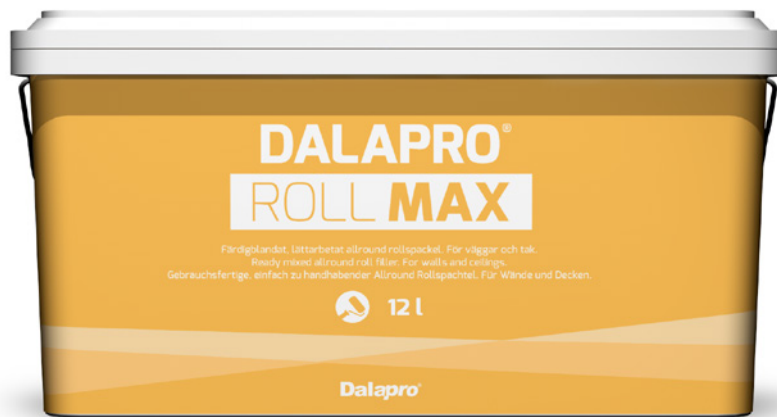 DALAPRO®
ROLL MAX
Färdigblandat, lättarbetat allround rollspackel. För väggar och tak.
Ready mixed allround roll filler. For walls and ceilings.
Gebrauchsfertige, einfach zu handhabender Allround Rollspachtel. Für Wände und Decken.
12 l
Dalapro®